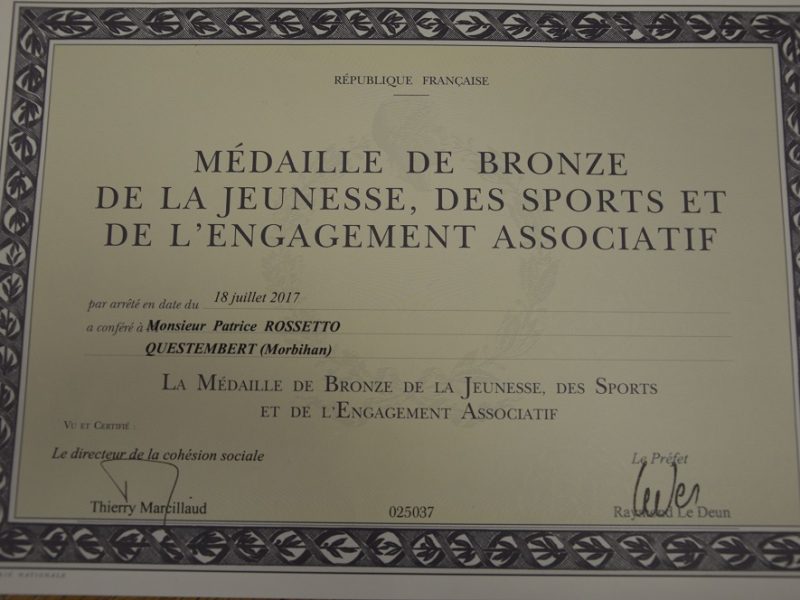 RÉPUBLIQUE FRANÇAISE
MÉDAILLE DE BRONZE
DE LA JEUNESSE, DES SPORTS ET
DE L'ENGAGEMENT ASSOCIATIF
par arrêté en date du 18 juillet 2017
a conféré à Monsieur Patrice ROSSETTO
QUESTEMBERT (Morbihan)
LA MÉDAILLE DE BRONZE DE LA JEUNESSE, DES SPORTS
ET DE L'ENGAGEMENT ASSOCIATIF
VU ET CERTIFIÉ :
Le directeur de la cohésion sociale
Le Préfet
Thierry Marcillaud
025037
Raymond Le Deun
NATIONALE